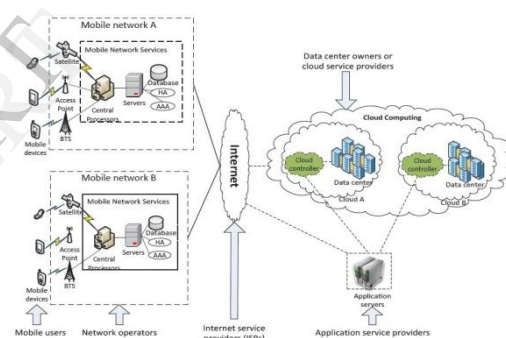 Mobile network A
Mobile Network Services
Satellite
Database
HA
AAA
Access
Point
Central
Processors
Servers
Mobile
devices
BTS
Data center owners or
cloud service providers
Cloud Computing
Cloud
controller
Data center
Cloud A
Cloud
controller
Data center
Cloud B
Internet
Mobile network B
Mobile Network Services
Satellite
Database
HA
AAA
Access
Point
Central
Processors
Servers
Mobile
devices
BTS
Application
servers
Mobile users
Network operators
Internet service
providers (ISPs)
Application service providers